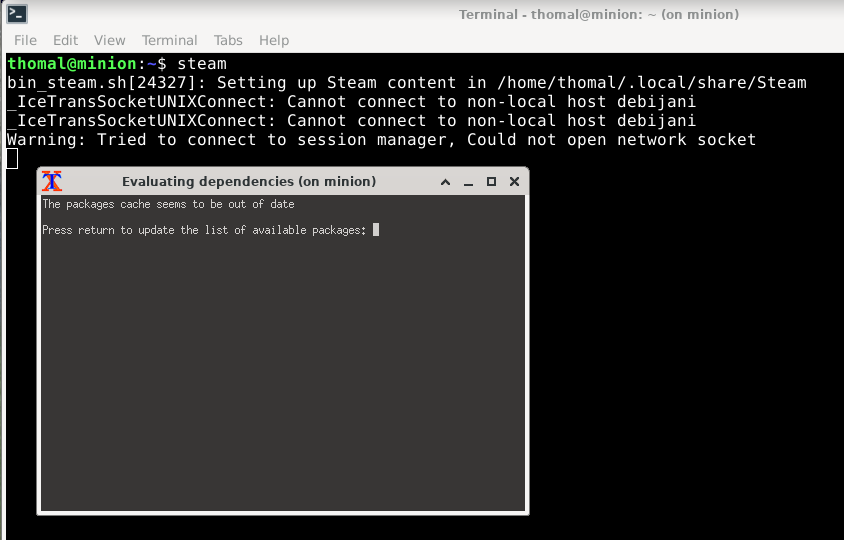 Terminal - thomal@minion: ~ (on minion)
File Edit View Terminal Tabs Help
thomal@minion:~$ steam
bin_steam.sh[24327]: Setting up Steam content in /home/thomal/.local/share/Steam
_IceTransSocketUNIXConnect: Cannot connect to non-local host debijani
_IceTransSocketUNIXConnect: Cannot connect to non-local host debijani
Warning: Tried to connect to session manager, Could not open network socket
Evaluating dependencies (on minion)
The packages cache seems to be out of date
Press return to update the list of available packages: